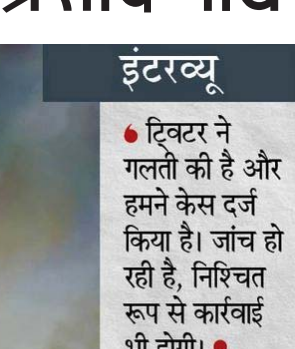 इंटरव्यू
ट्विटर ने
गलती की है और
हमने केस दर्ज
किया है। जांच हो
रही है, निश्चित
रूप से कार्रवाई
भी होगी।